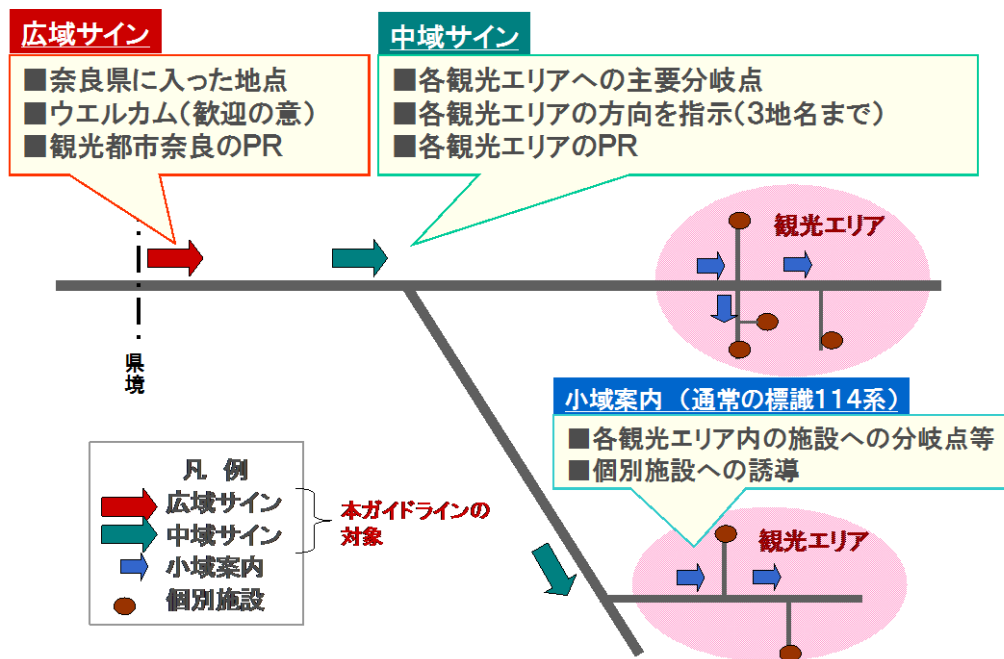 広域サイン
■奈良県に入った地点
■ウエルカム(歓迎の意)
■観光都市奈良のPR
中域サイン
■各観光エリアへの主要分岐点
■各観光エリアの方向を指示(3地名まで)
■各観光エリアのPR
観光エリア
県境
小域案内 (通常の標識114系)
■各観光エリア内の施設への分岐点等
■個別施設への誘導
観光エリア
凡 例
広域サイン
中域サイン
小域案内
個別施設
本ガイドラインの
対象